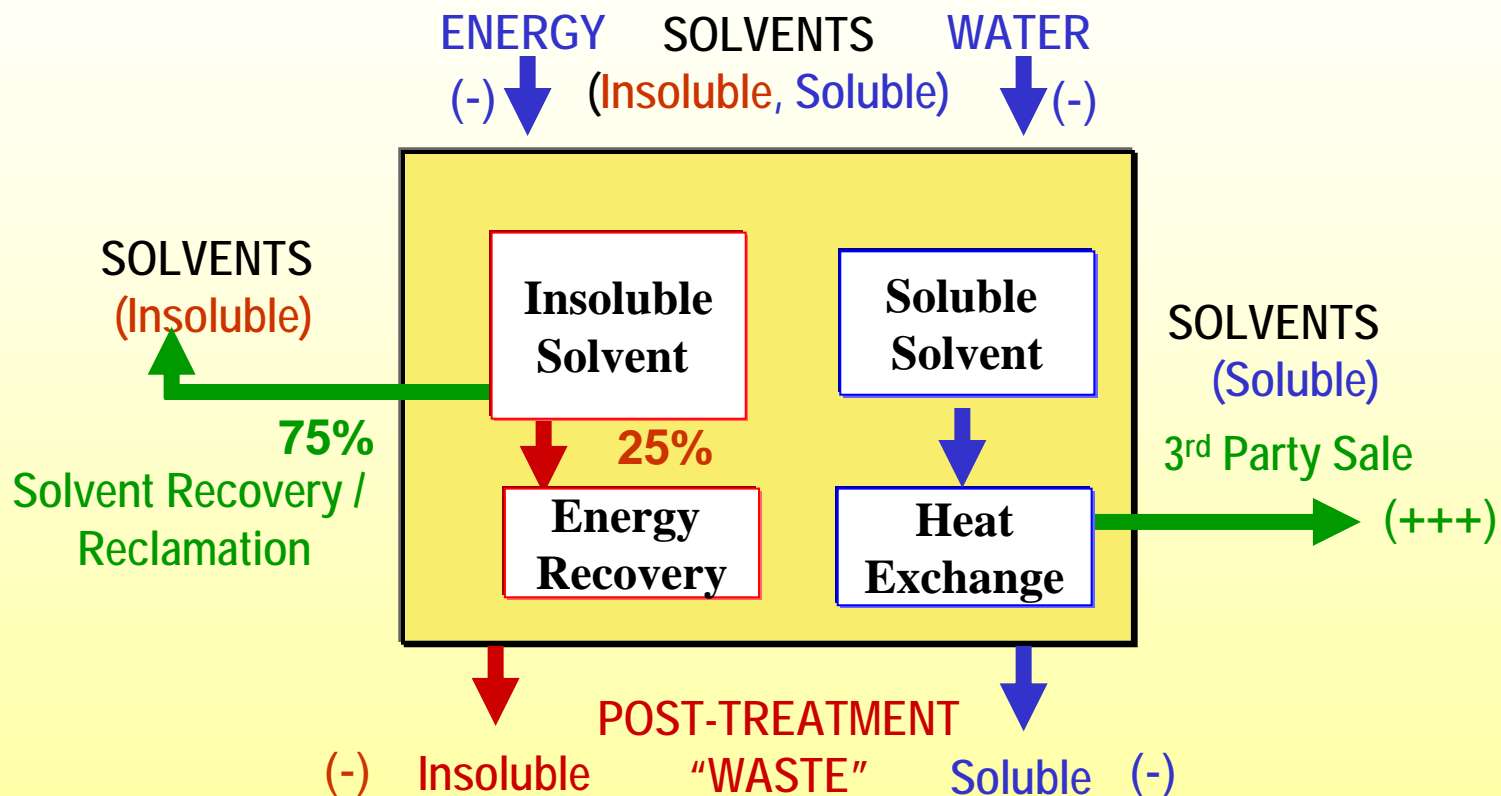 ENERGY SOLVENTS WATER
(-) (Insoluble, Soluble) (-)
SOLVENTS
(Insoluble)
Insoluble
Solvent
Soluble
Solvent
SOLVENTS
(Soluble)
75%
Solvent Recovery /
Reclamation
25%
3rd Party Sale
(+++)
Energy
Recovery
Heat
Exchange
POST-TREATMENT
“WASTE”
(-) Insoluble
Soluble (-)